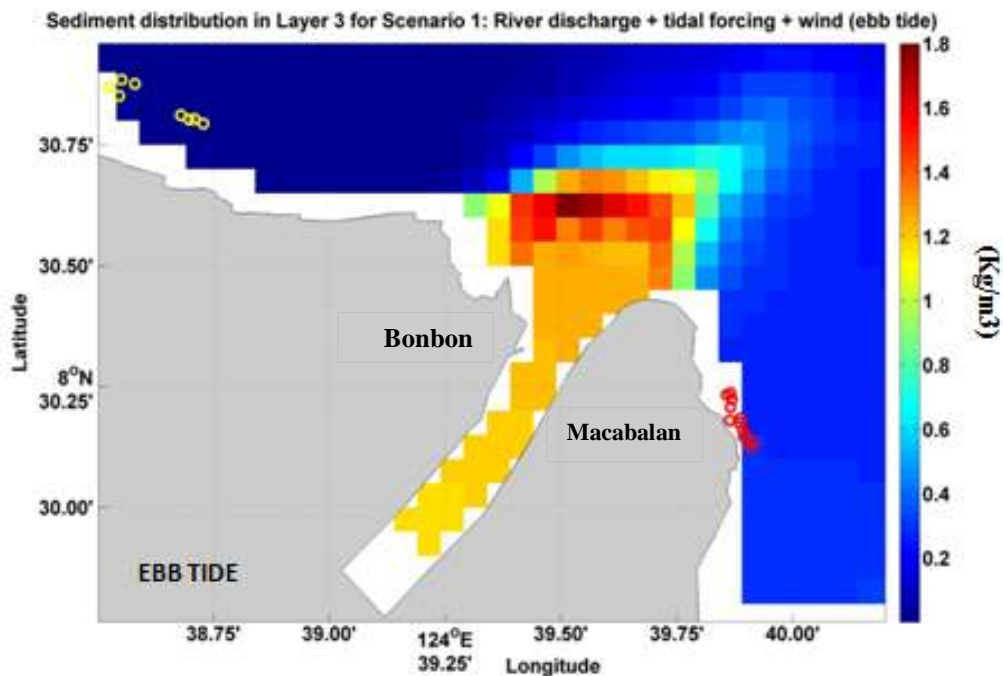 Sediment distribution in Layer 3 for Scenario 1: River discharge + tidal forcing + wind (ebb tide)
1.8
1.6
1.4
1.2
1
0.8
0.6
0.4
0.2
(Kg/m3)
Latitude
30.75'
30.50'
8°N
30.25'
30.00'
Bonbon
Macabalan
EBB TIDE
38.75'
39.00'
124°E
39.25'
39.50'
39.75'
40.00'
Longitude